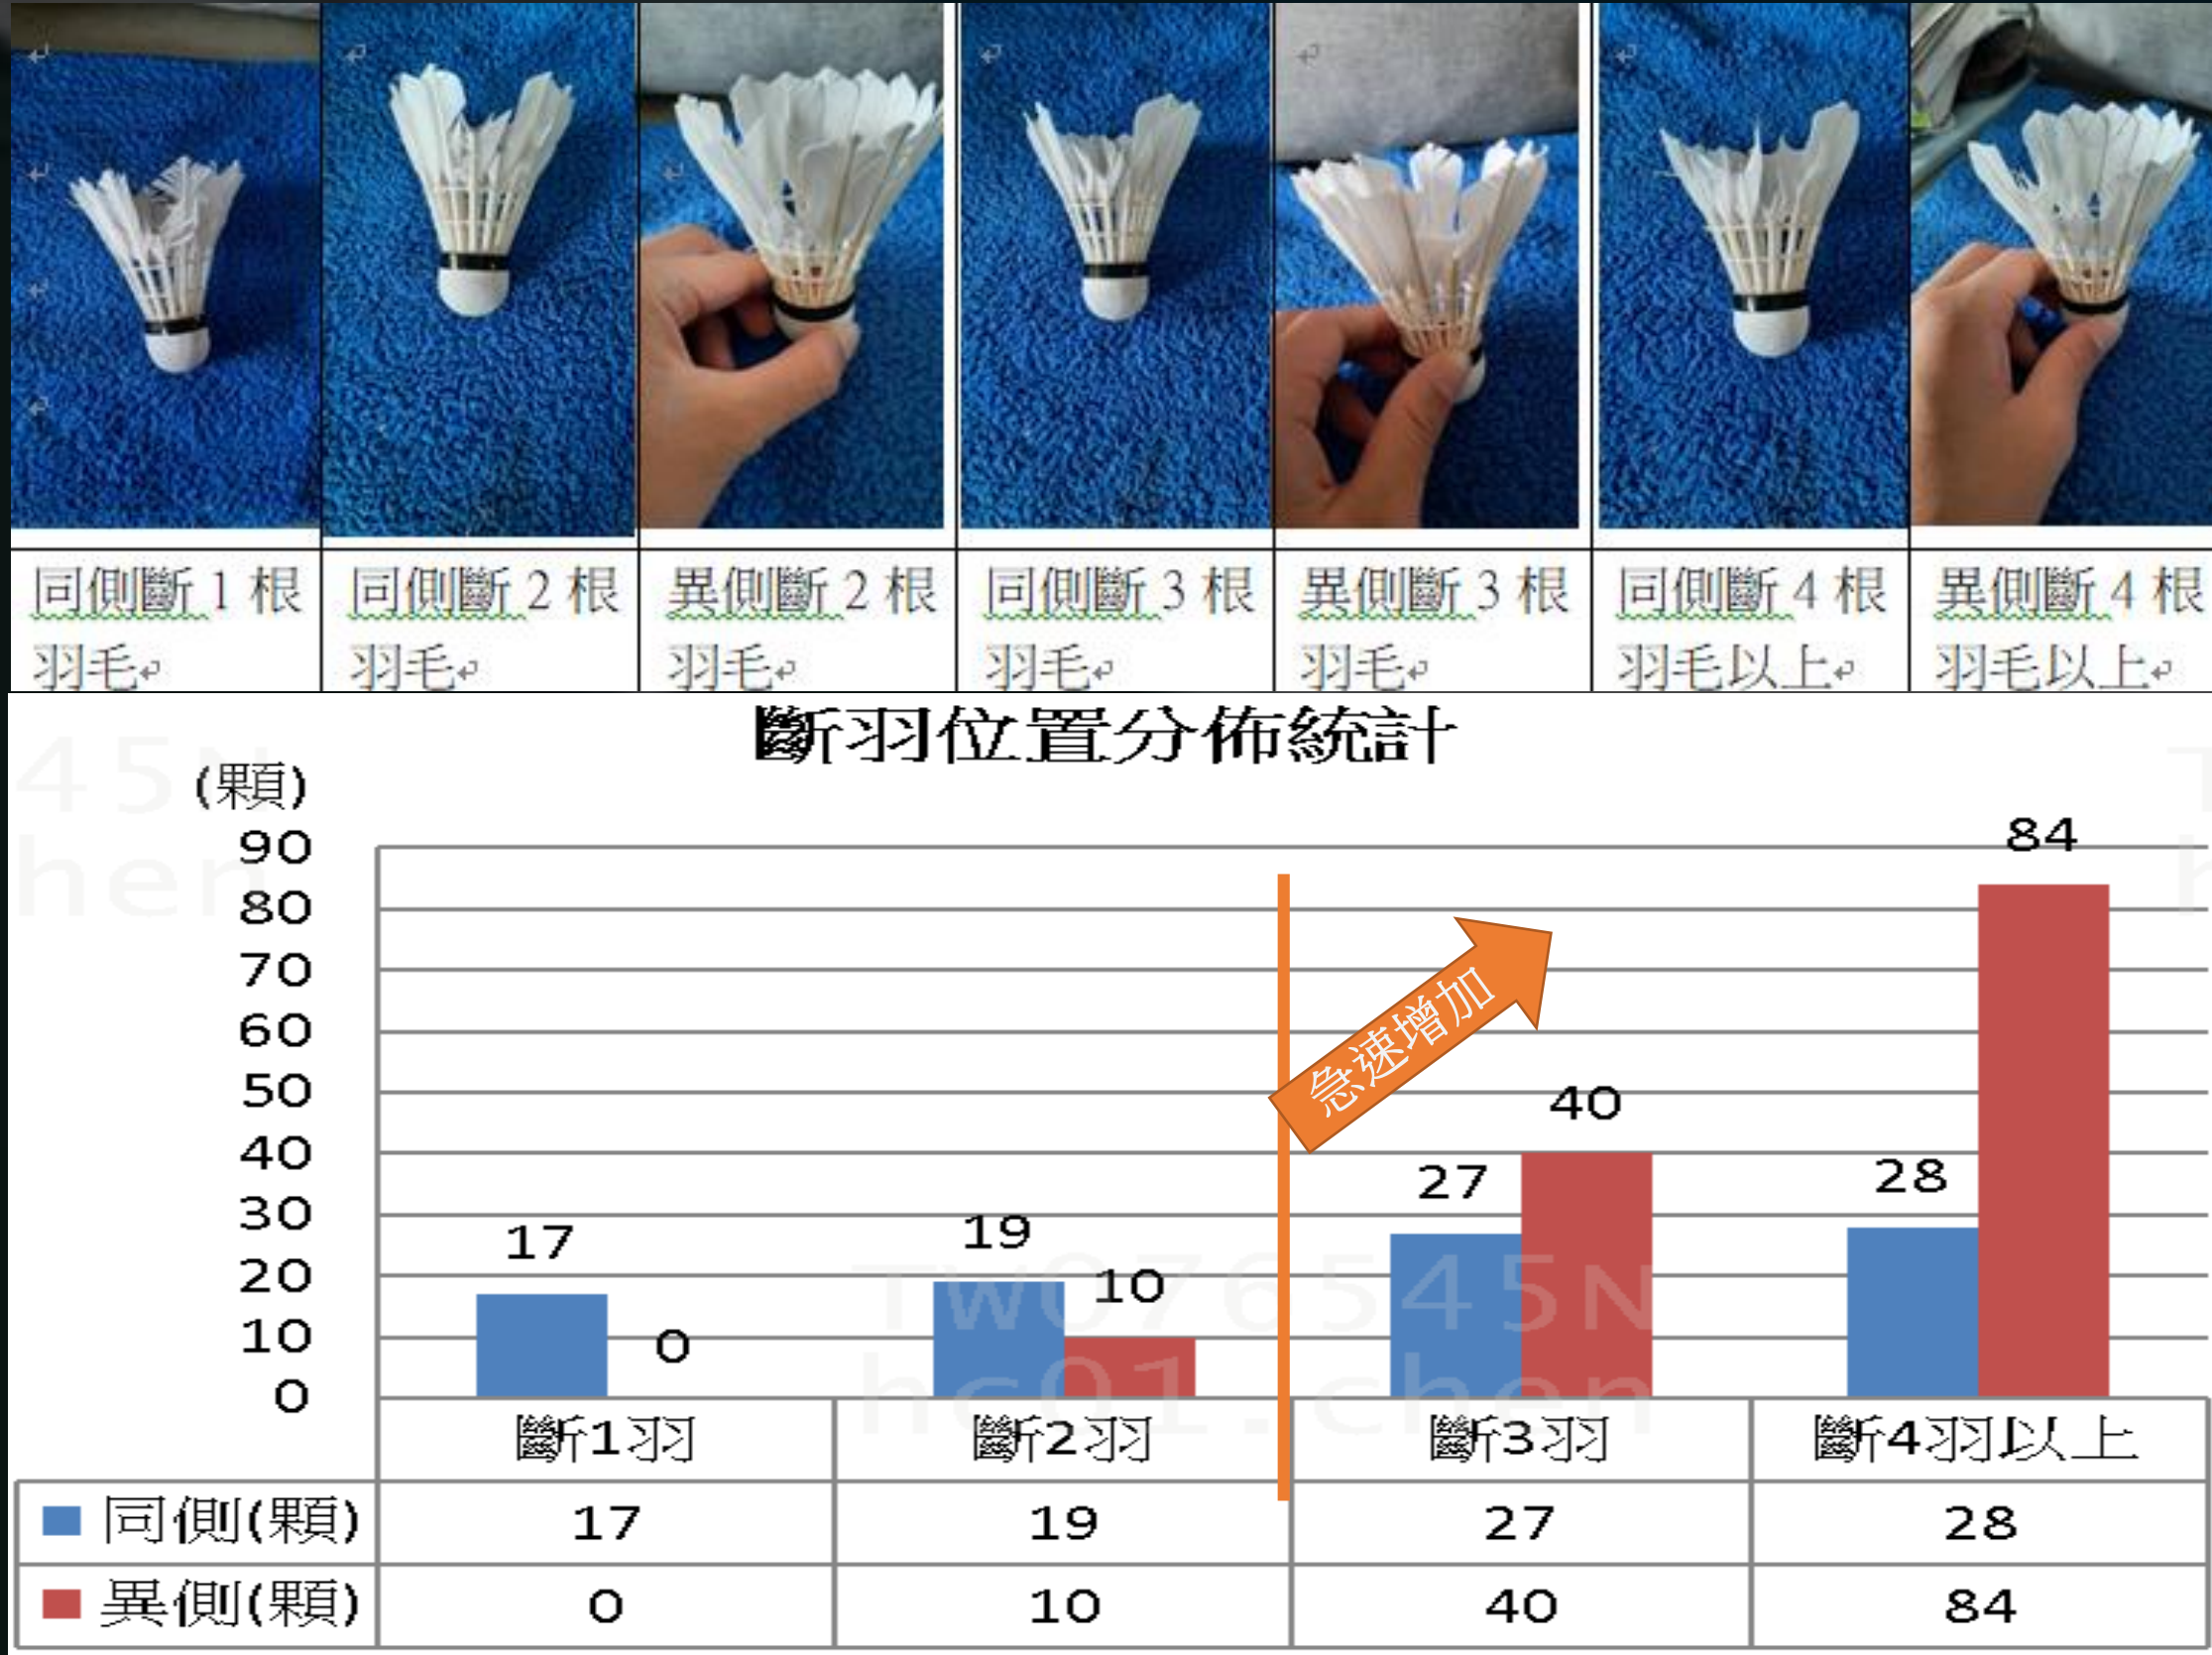 同側斷 1 根
羽毛
同側斷 2 根
羽毛
異側斷 2 根
羽毛
同側斷 3 根
羽毛
異側斷 3 根
羽毛
同側斷 4 根
羽毛以上
異側斷 4 根
羽毛以上
斷羽位置分佈統計
(顆)
90
80
70
60
50
40
30
20
10
0
17
0
19
10
27
40
28
84
急速增加
斷1羽 斷2羽 斷3羽 斷4羽以上
同側(顆) 17 19 27 28
異側(顆) 0 10 40 84
45N
hen
TW076545N
hc01.chen